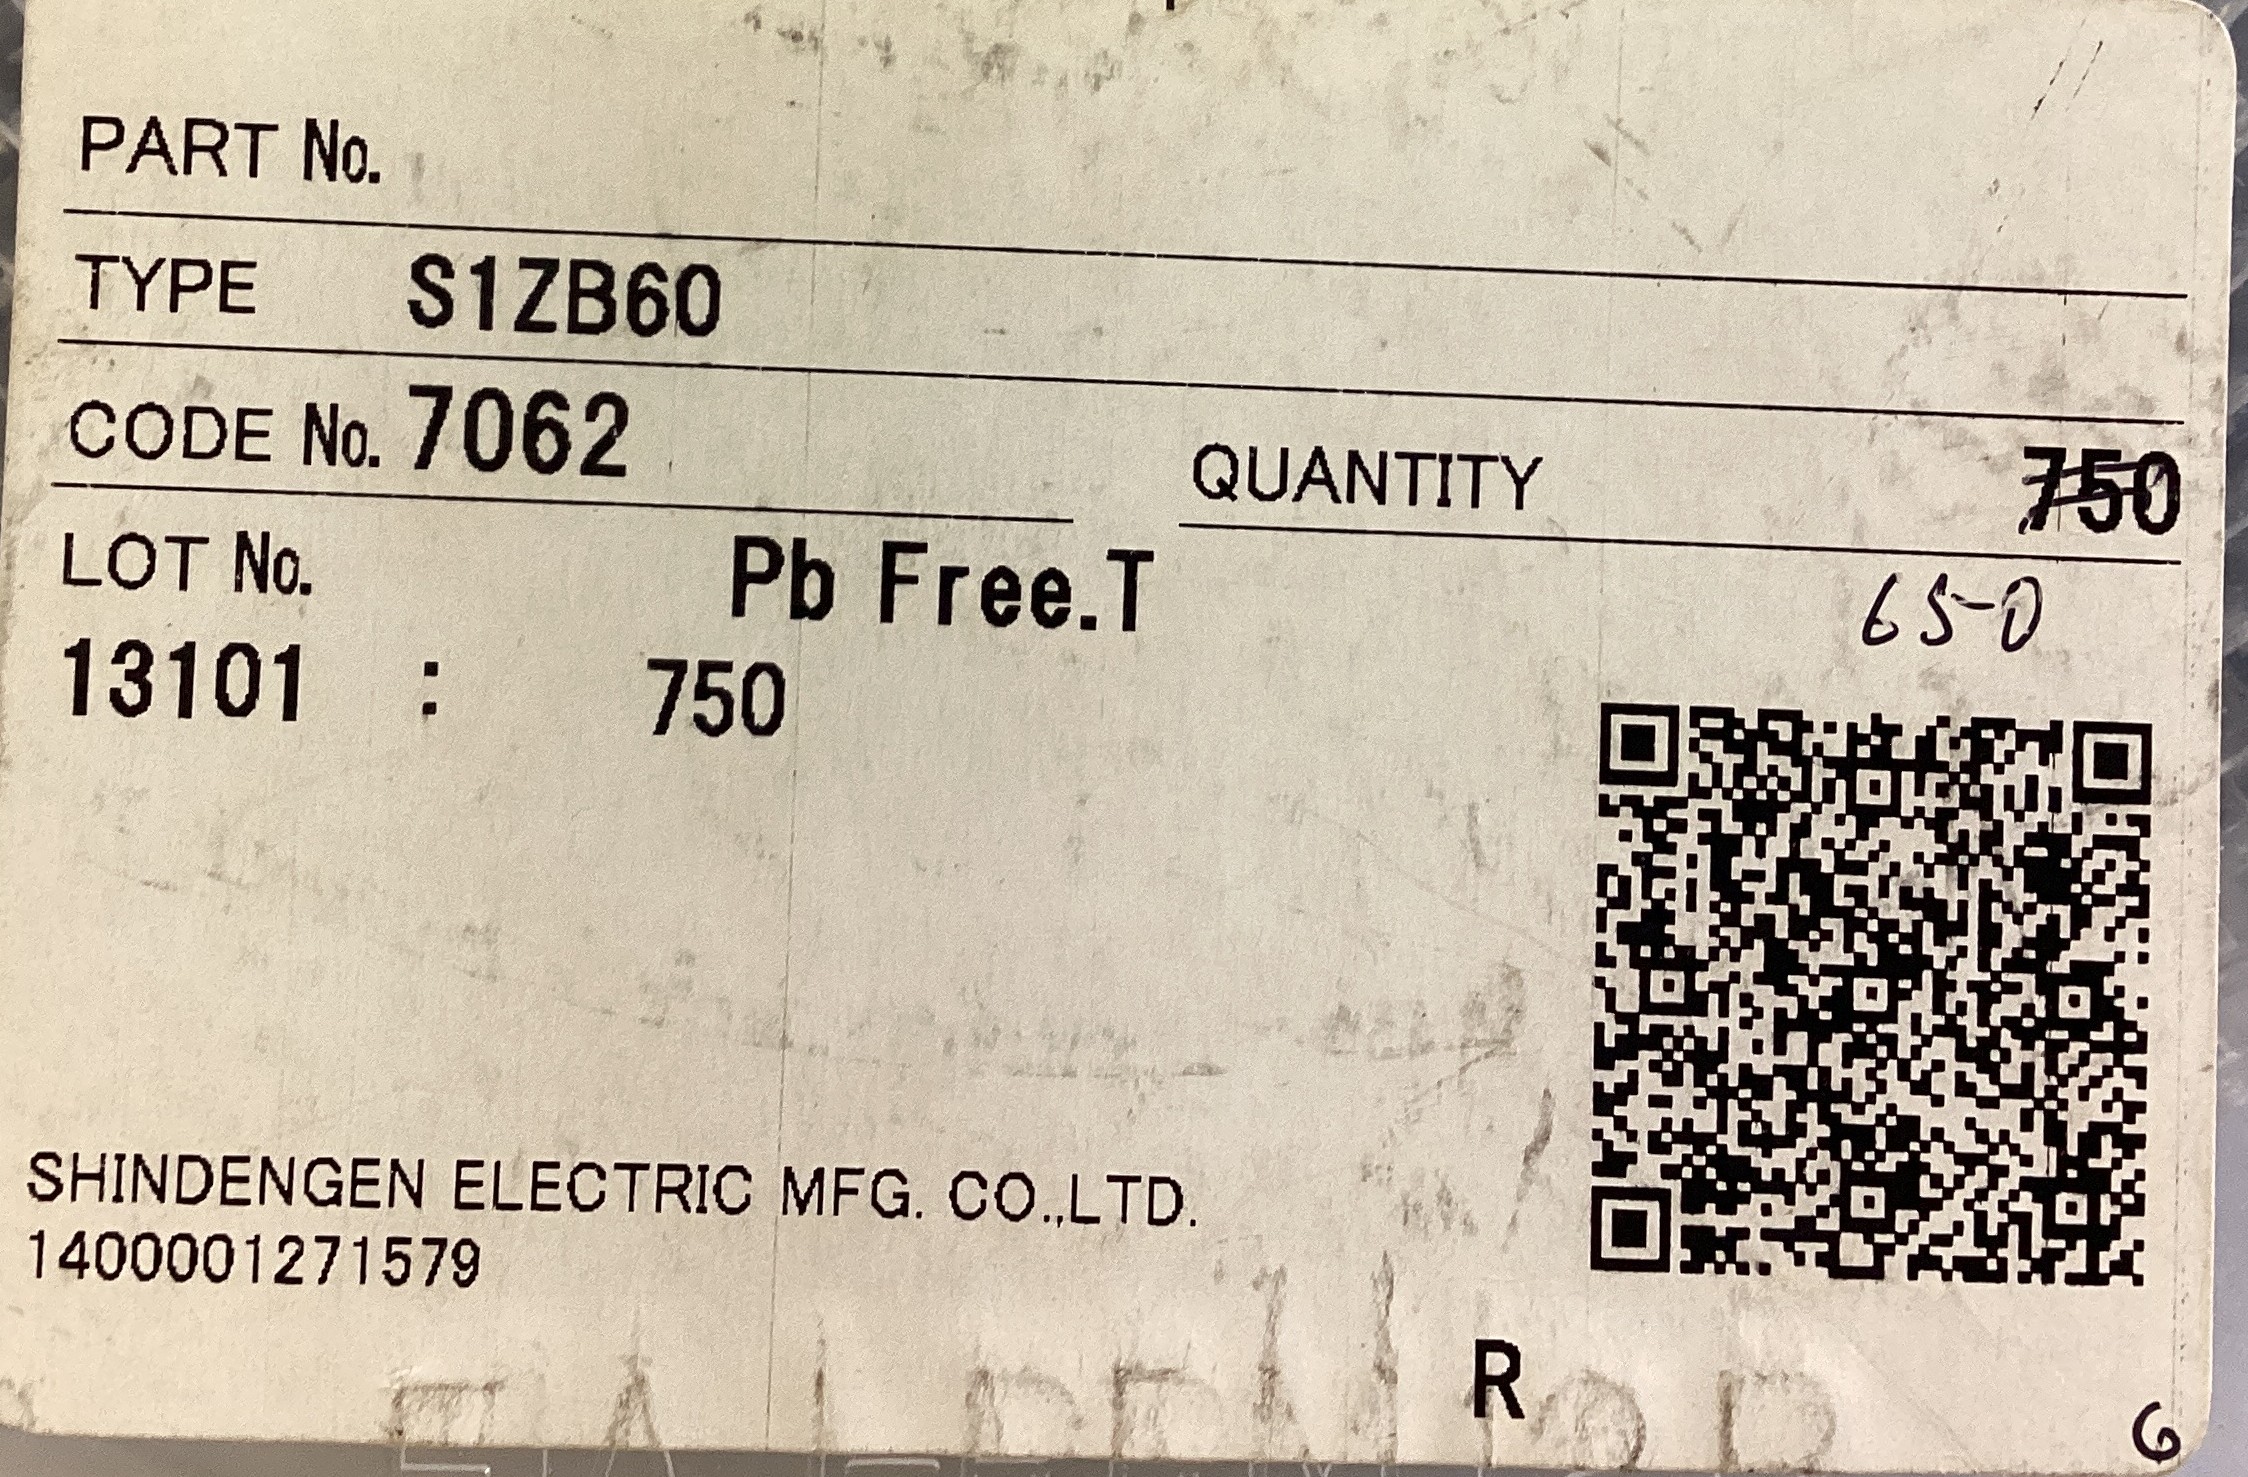 PART No.
TYPE S1ZB60
CODE No. 7062
QUANTITY 750
650
LOT No. Pb Free.T
13101 : 750
SHINDENGEN ELECTRIC MFG. CO.,LTD.
1400001271579
R
G